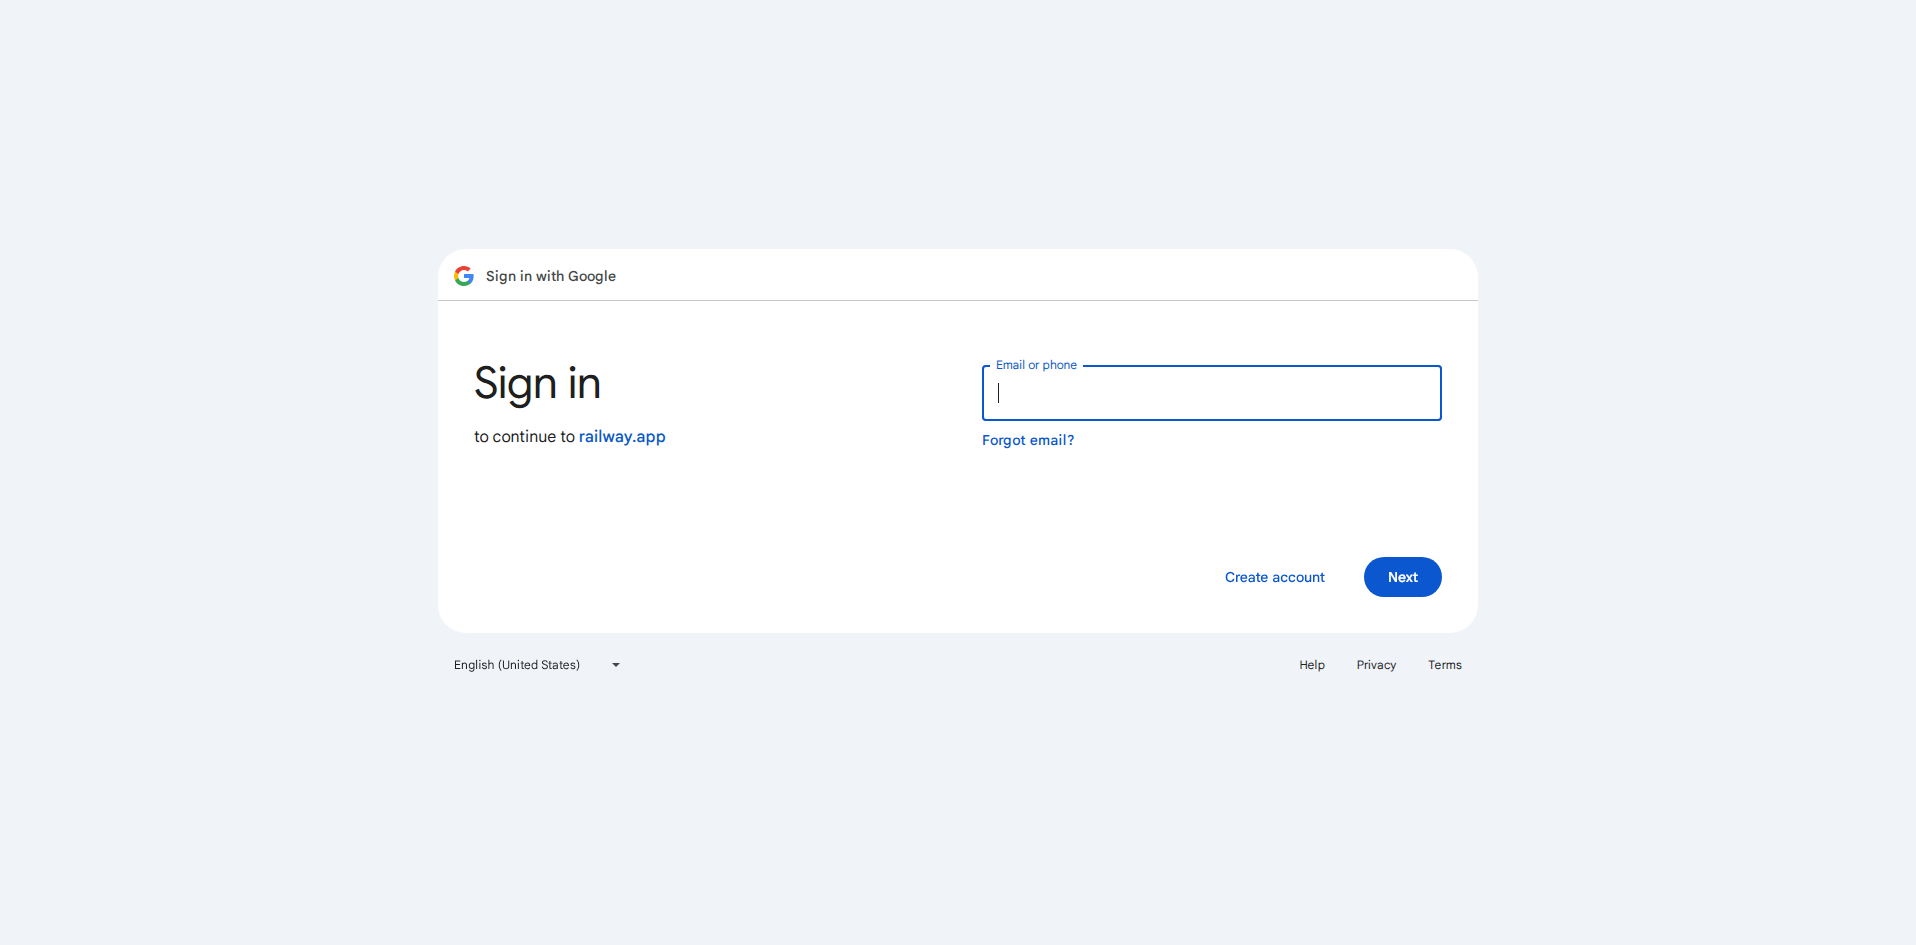 Sign in with Google
Sign in
to continue to railway.app
Email or phone
Forgot email?
Create account
Next
English (United States)
Help
Privacy
Terms